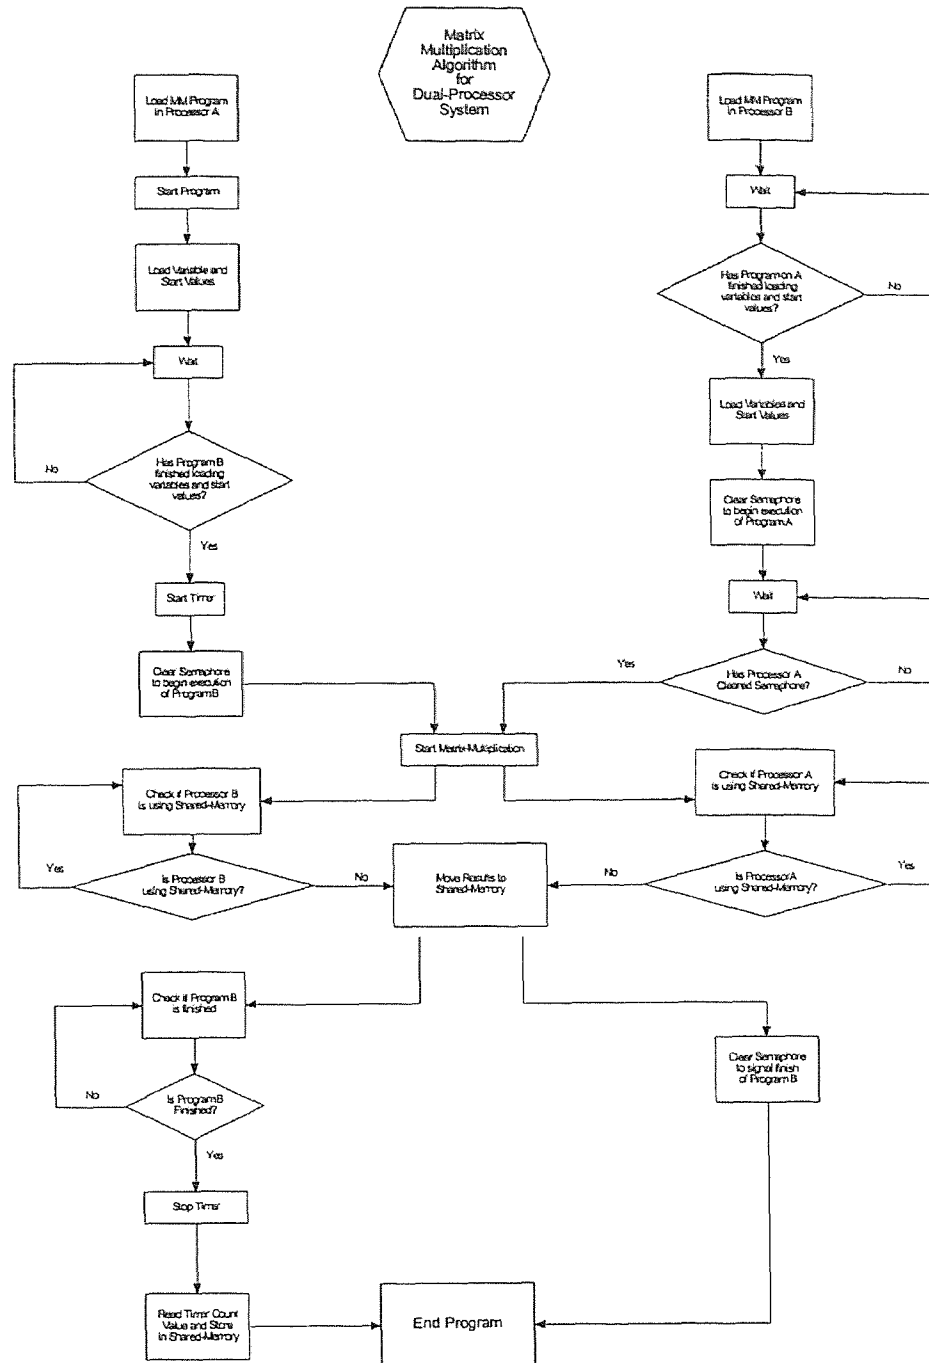 Matrix
Multiplication
Algorithm
for
Dual-Processor
System
Load MM Program
in Processor A
Start Program
Load Variable and
Start Values
Wait
Has Program B
finished loading
variables and start
values?
No
Yes
Start Timer
Clear Semaphore
to begin execution
of Program B
Load MM Program
in Processor B
Wait
Has Program on A
finished loading
variables and start
values?
No
Yes
Load Variables and
Start Values
Clear Semaphore
to begin execution
of Program A
Wait
Has Processor A
Cleared Semaphore?
Yes
No
Start Matrix-Multiplication
Check if Processor B
is using Shared-Memory
Is Processor B
using Shared-Memory?
Yes
No
Move Results to
Shared-Memory
Check if Processor A
is using Shared-Memory
Is Processor A
using Shared-Memory?
No
Yes
Check if Program B
is finished
Is Program B
Finished?
No
Yes
Stop Timer
Read Timer Count
Value and Store
in Shared-Memory
Clear Semaphore
to signal finish
of Program B
End Program